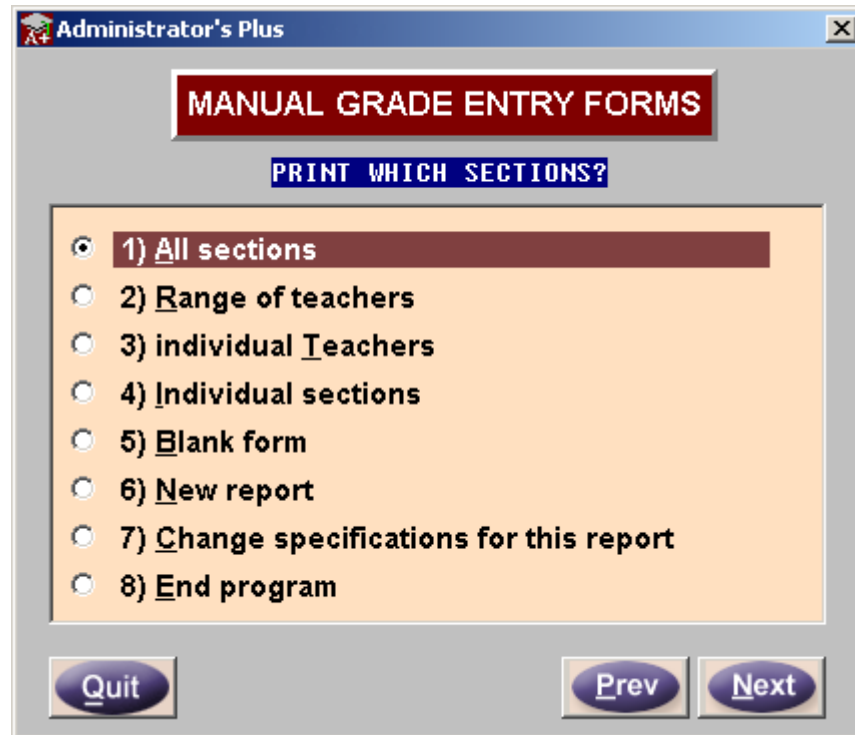 Administrator's Plus
MANUAL GRADE ENTRY FORMS
PRINT WHICH SECTIONS?
1) All sections
2) Range of teachers
3) individual Teachers
4) Individual sections
5) Blank form
6) New report
7) Change specifications for this report
8) End program
Quit Prev Next